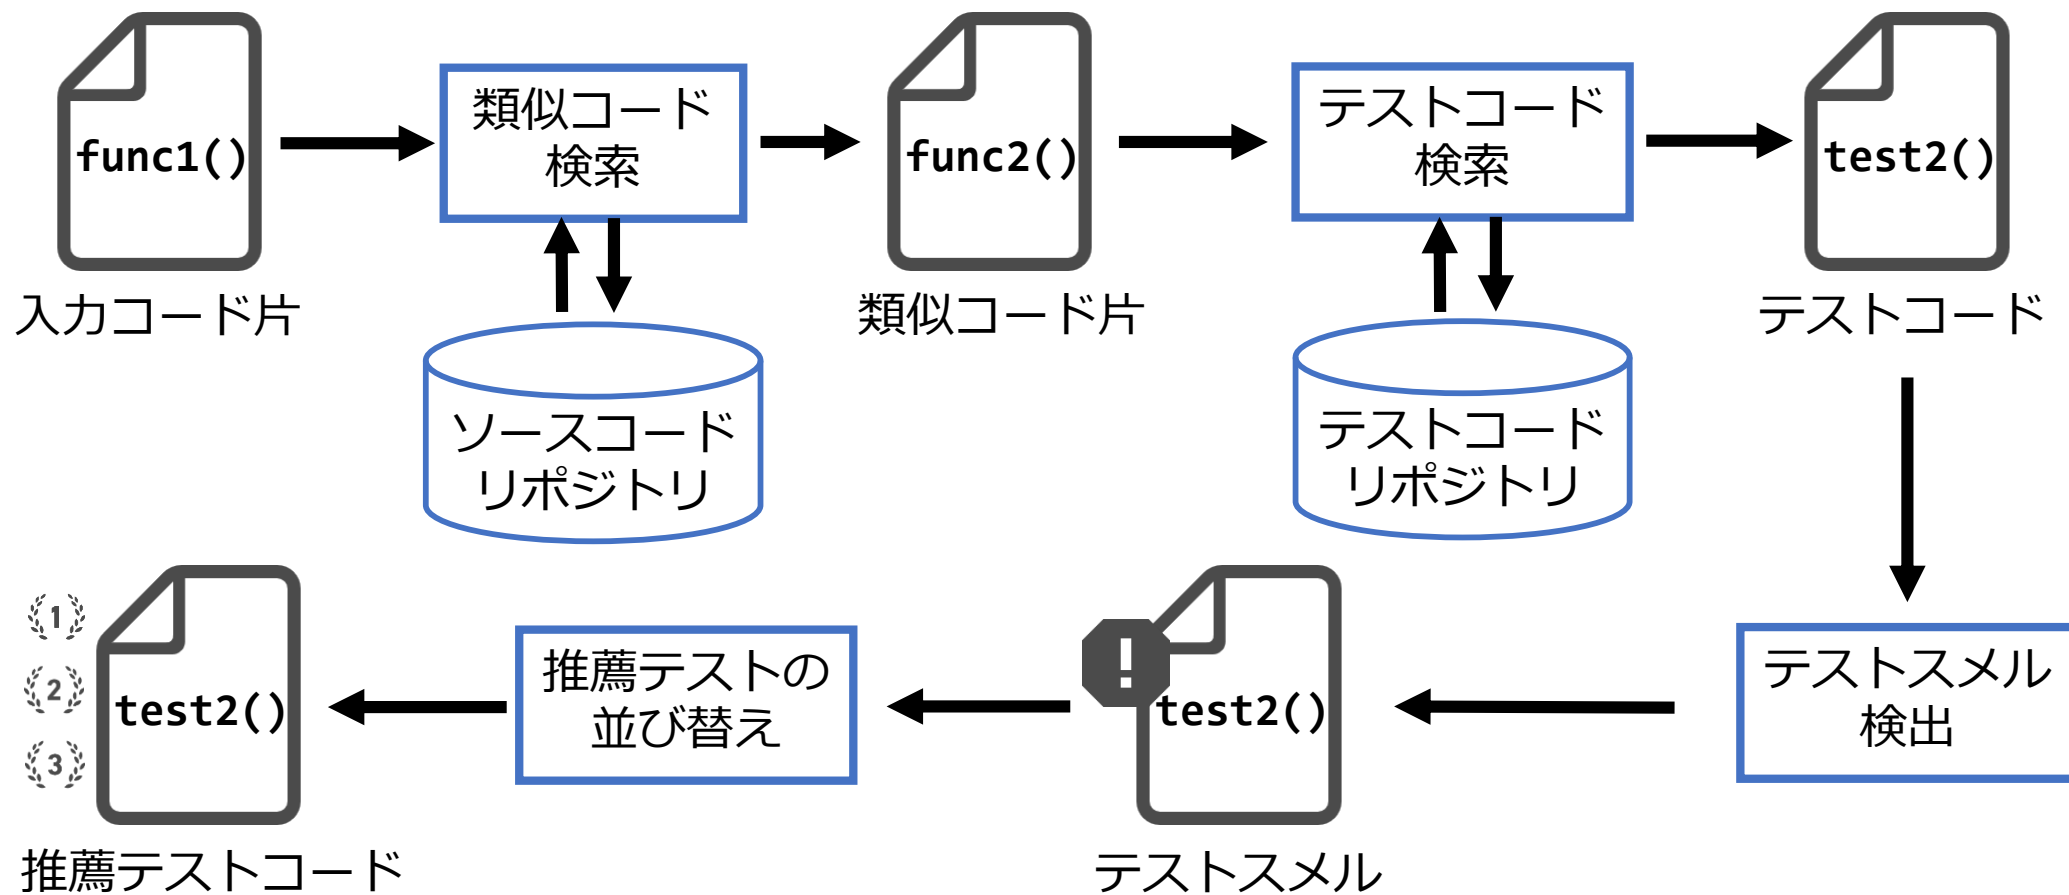 func1()
入力コード片
類似コード
検索
ソースコード
リポジトリ
func2()
類似コード片
テストコード
検索
テストコード
リポジトリ
test2()
テストコード
テストスメル
検出
!
test2()
テストスメル
推薦テストの
並び替え
1
2
3
test2()
推薦テストコード